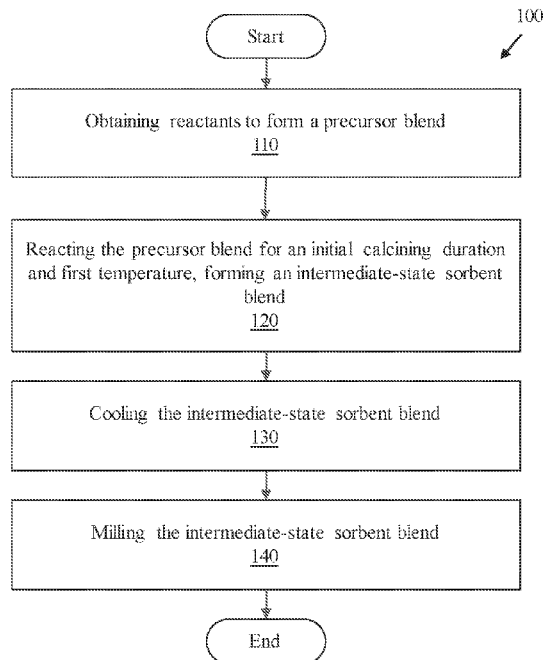 100
Start
Obtaining reactants to form a precursor blend
110
Reacting the precursor blend for an initial calcining duration
and first temperature, forming an intermediate-state sorbent
blend
120
Cooling the intermediate-state sorbent blend
130
Milling the intermediate-state sorbent blend
140
End